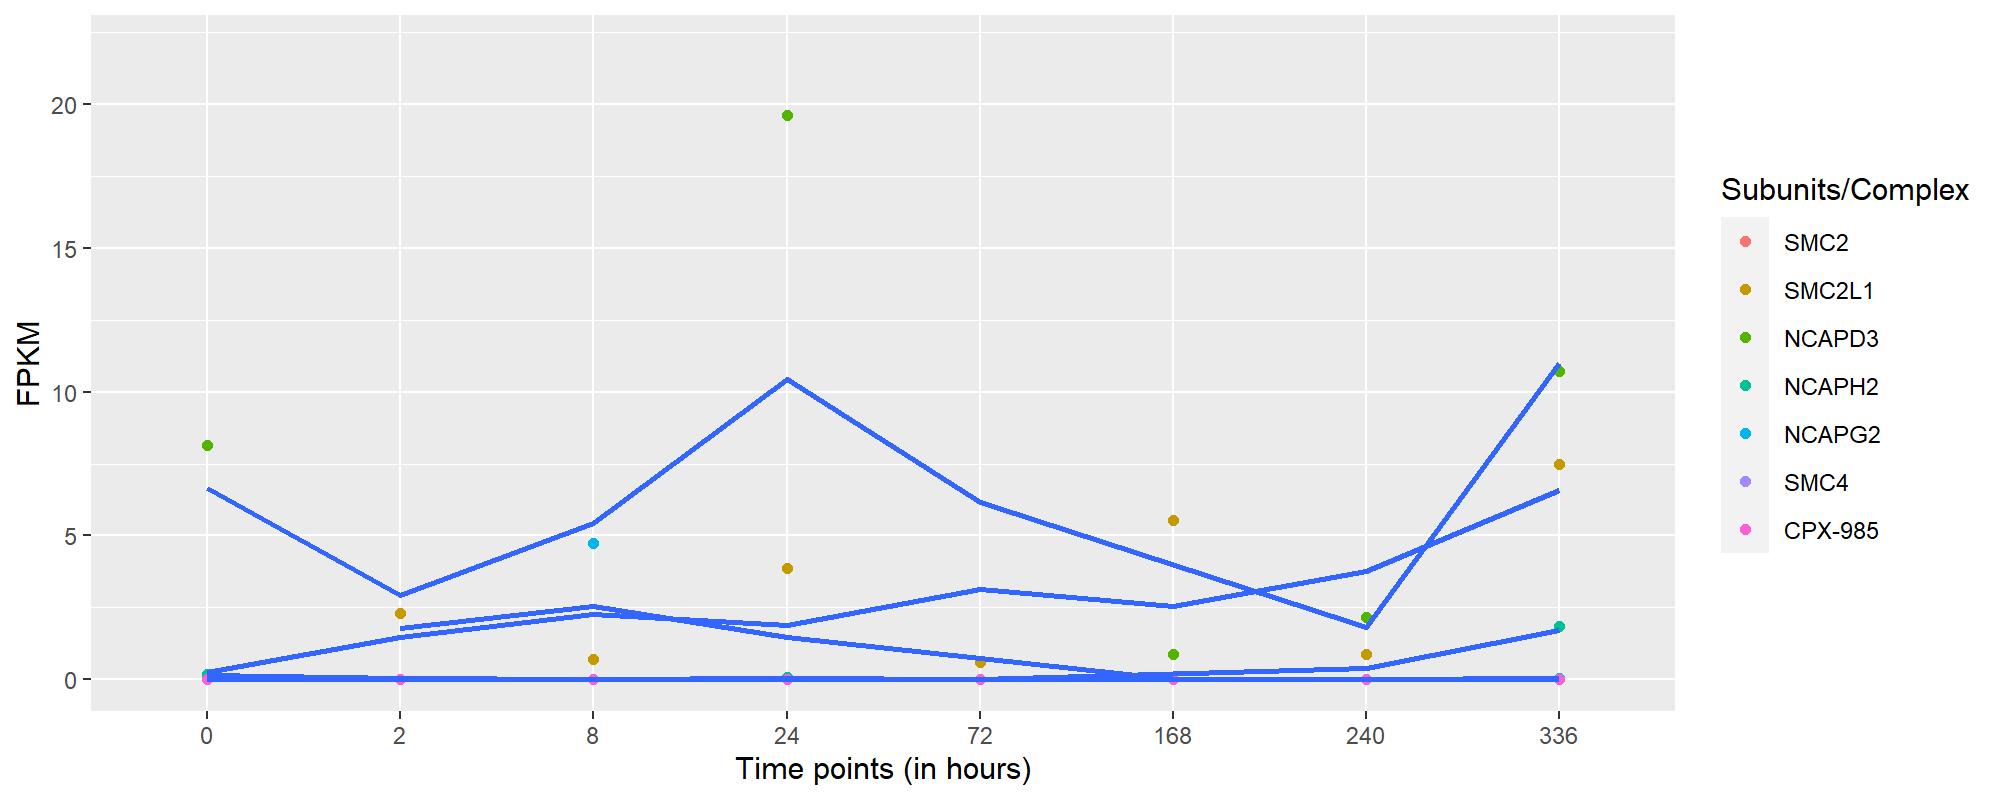 FPKM
20
15
10
5
0
0 2 8 24 72 168 240 336
Time points (in hours)
Subunits/Complex
SMC2
SMC2L1
NCAPD3
NCAPH2
NCAPG2
SMC4
CPX-985